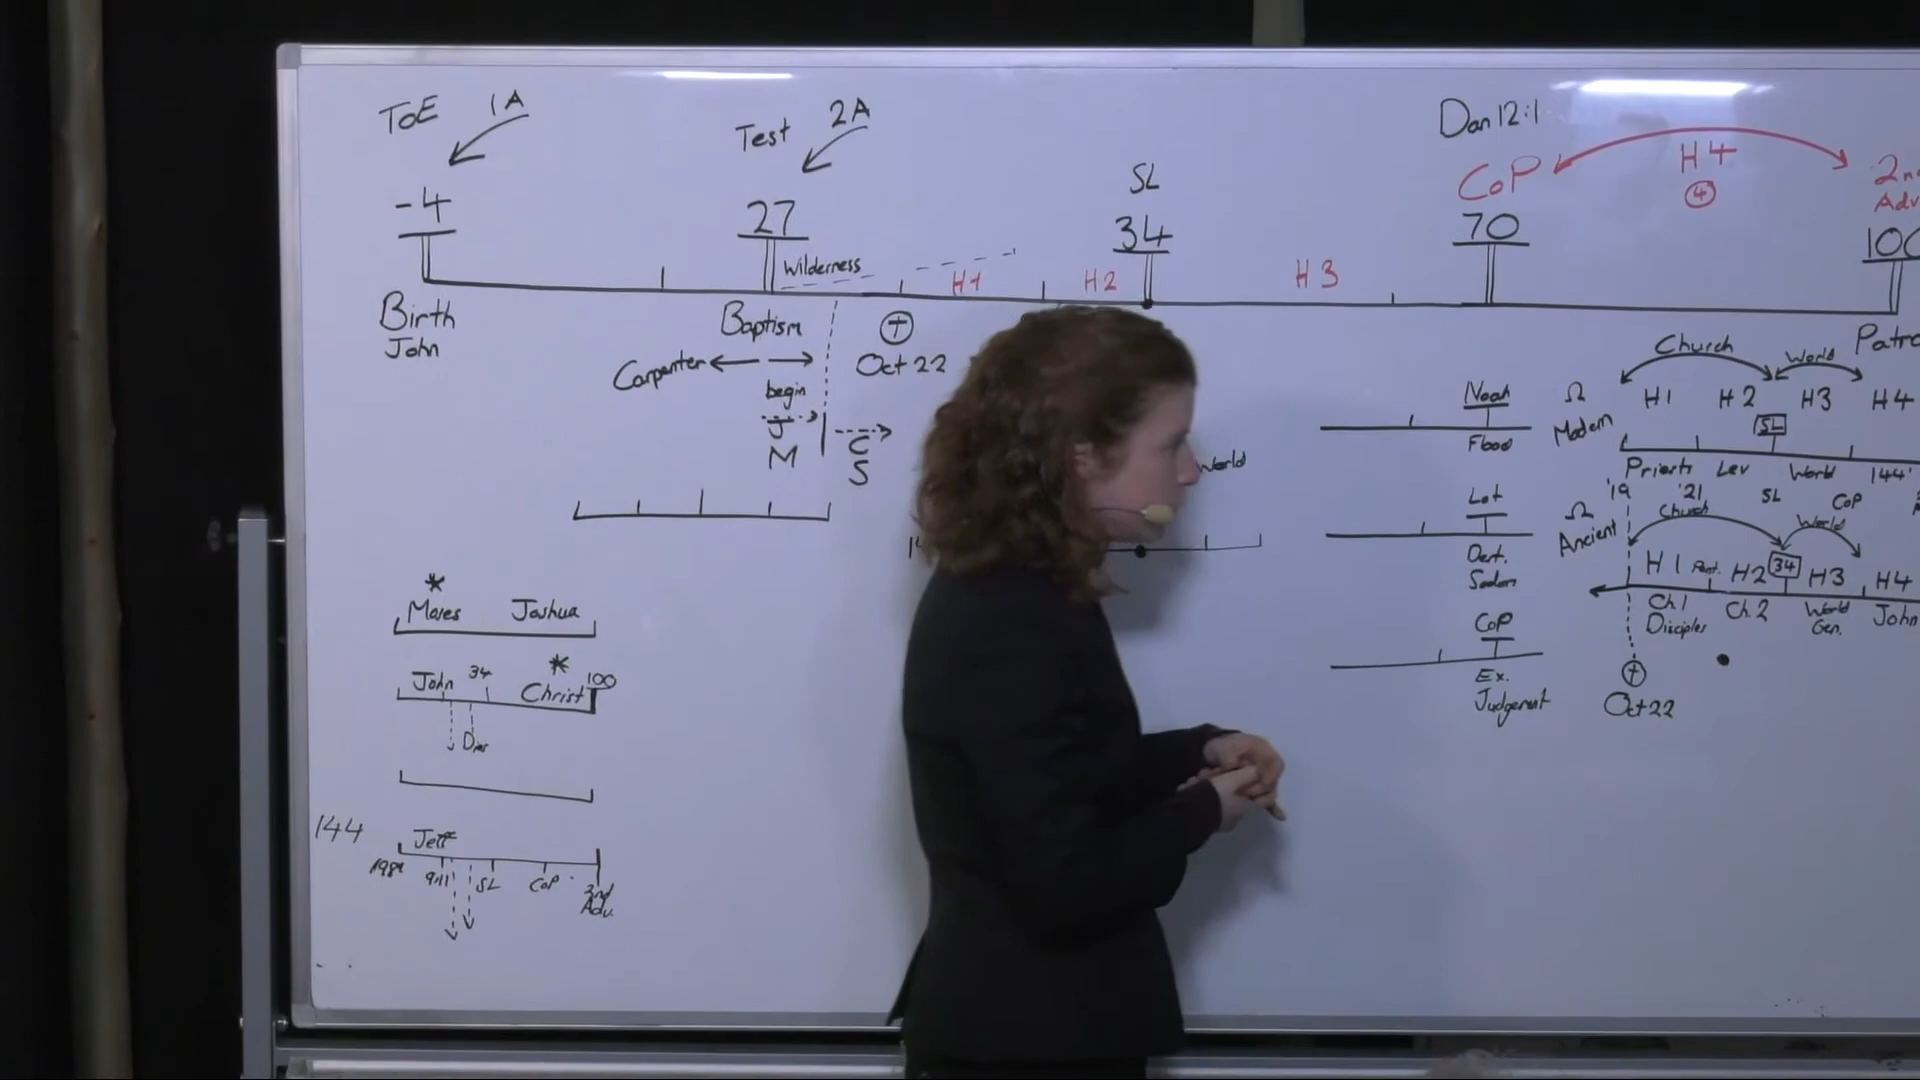 ToE 1A
Test 2A
SL
Dan 12:1
CoP H4
④
-4
27
34
70
100
Wilderness
H1
H2
H3
Birth
John
Baptism
Carpenter
begin
J
M
C
S
Oct 22
World
Moses Joshua
John 34 Christ 100
144
Jeff
1989 9/11 SL CoP 2nd
Adv.
Noah
Flood
Lot
Dest.
Sodom
CoP
Ex.
Judgement
Church World
Ω
Modern
H1 H2 H3 H4
SL
Priests Lev World 144
'19 '21 SL CoP
Church World
Ω
Ancient
H1 Pent. H2 34 H3 H4
Ch.1
Disciples
Ch.2
World
Gen.
John
Oct 22